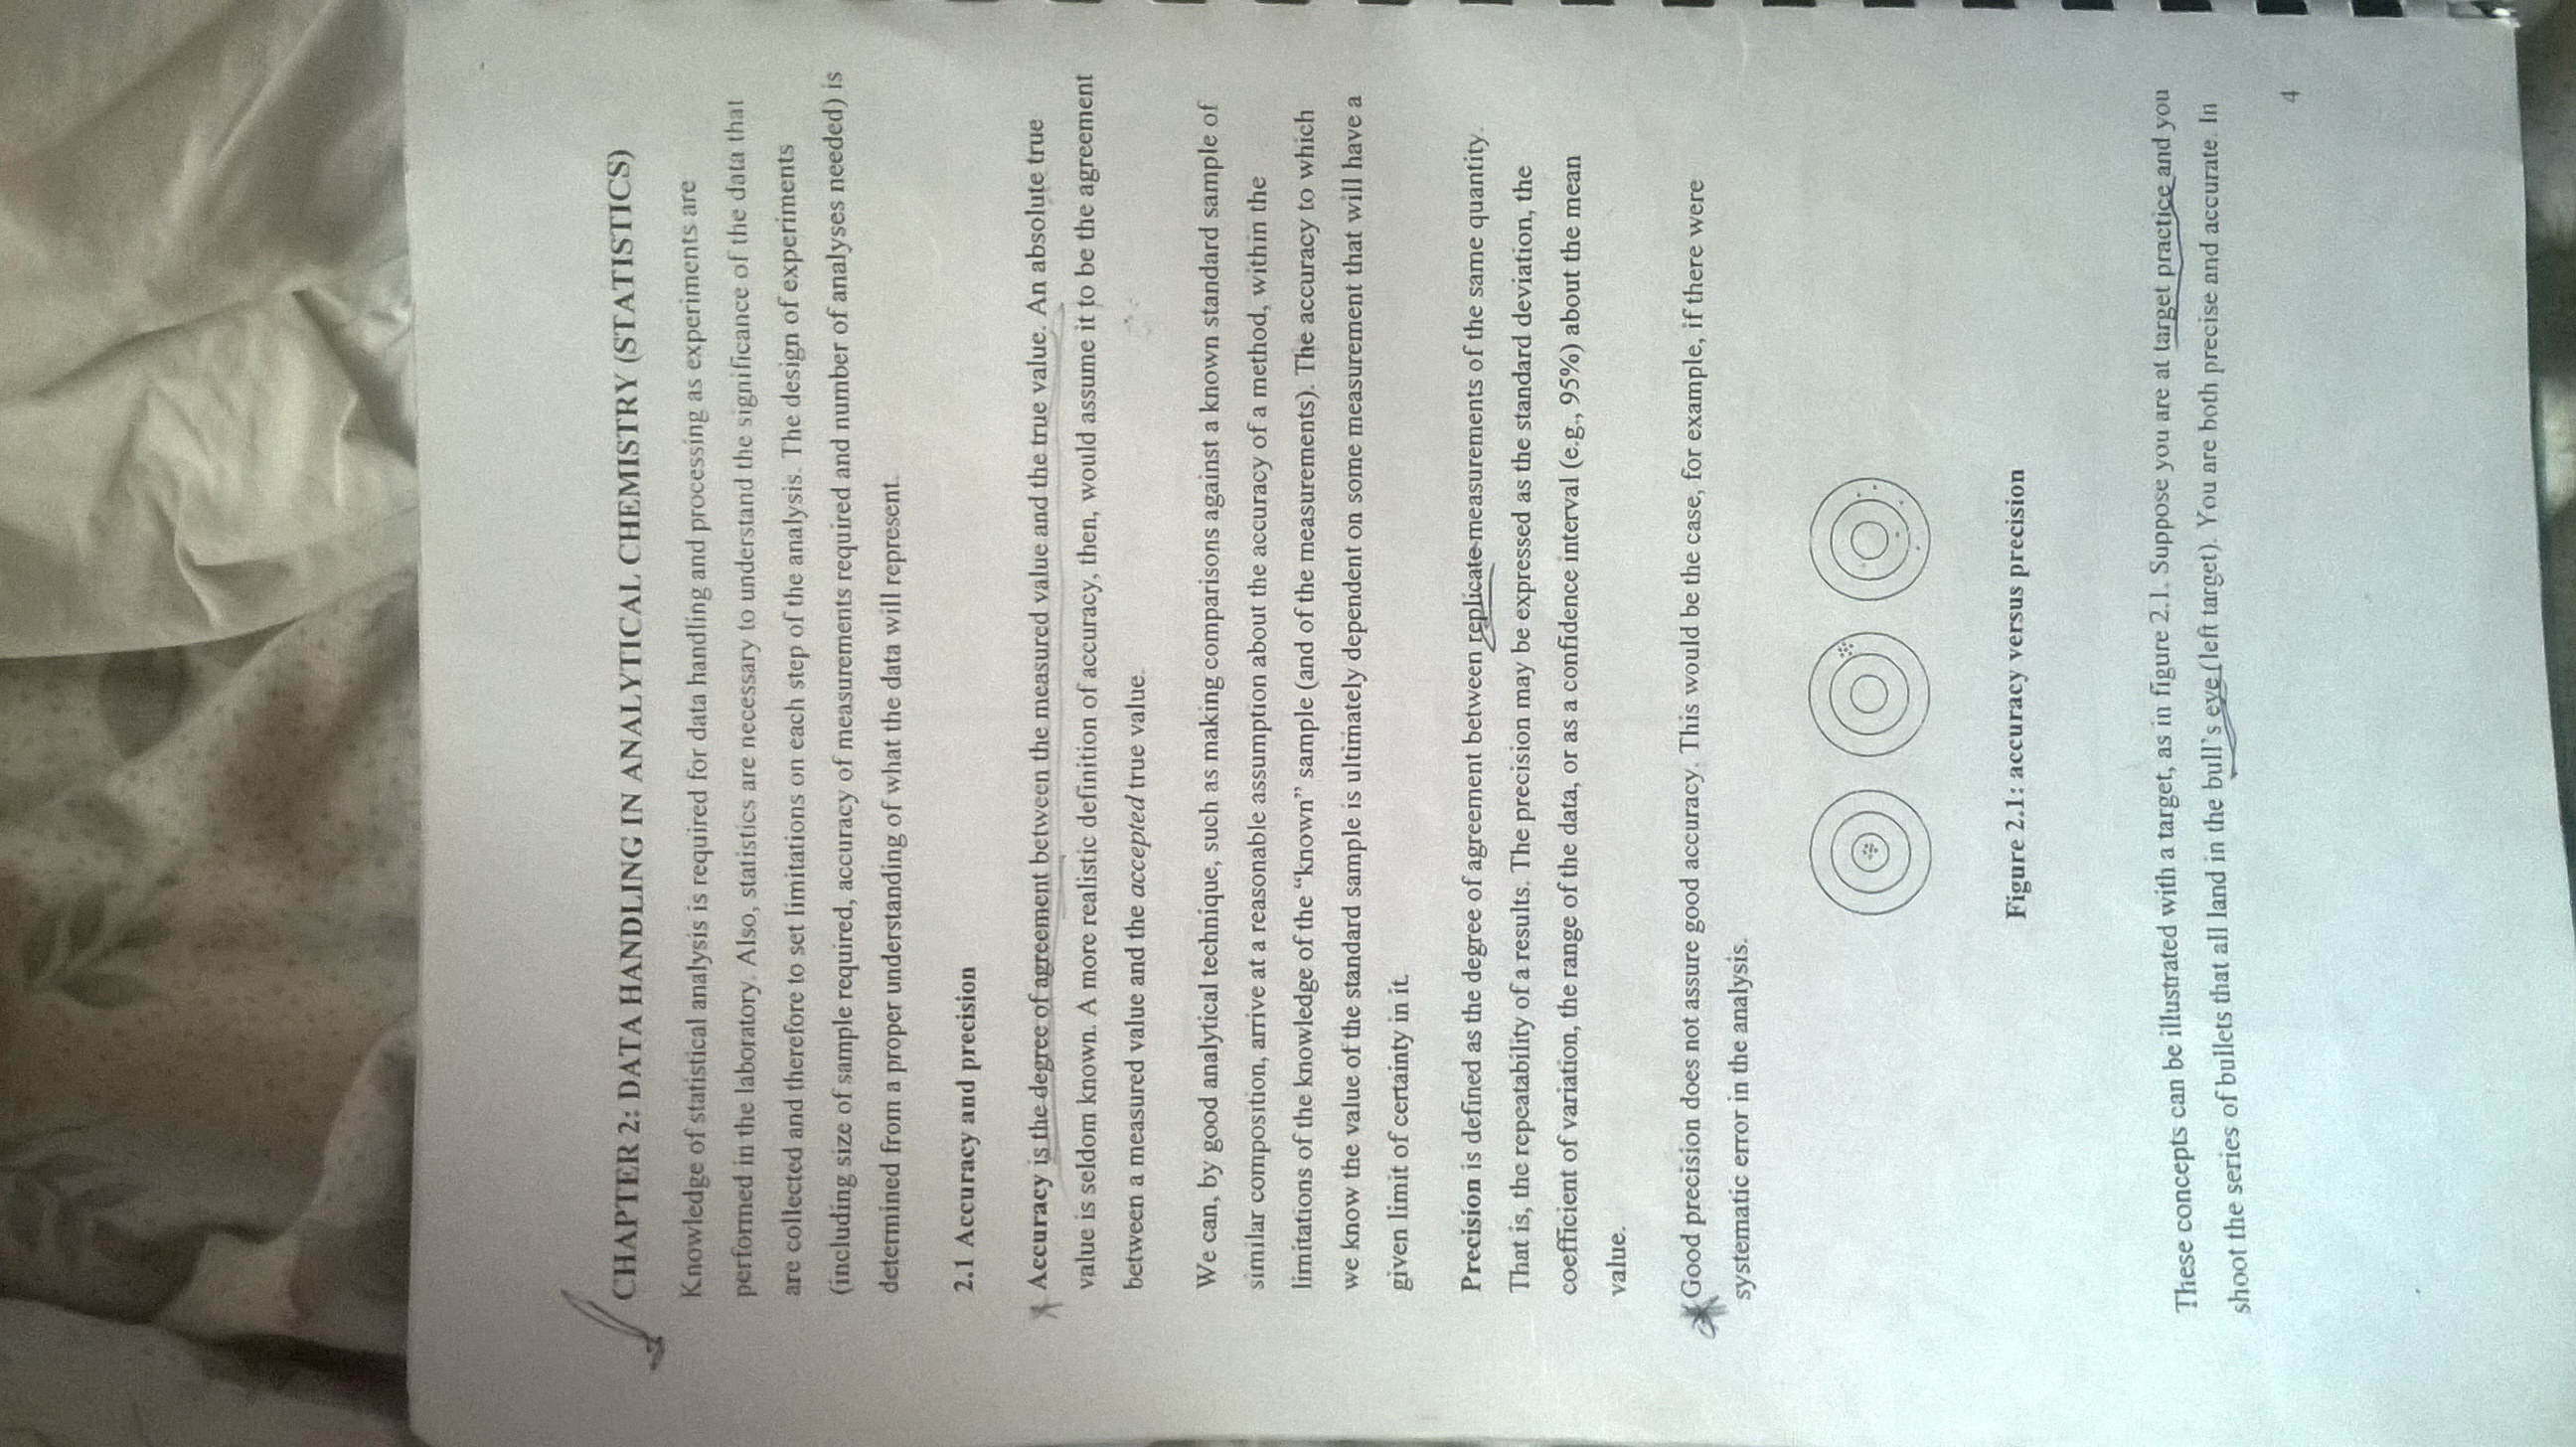 CHAPTER 2: DATA HANDLING IN ANALYTICAL CHEMISTRY (STATISTICS)
Knowledge of statistical analysis is required for data handling and processing as experiments are
performed in the laboratory. Also, statistics are necessary to understand the significance of the data that
are collected and therefore to set limitations on each step of the analysis. The design of experiments
(including size of sample required, accuracy of measurements required and number of analyses needed) is
determined from a proper understanding of what the data will represent.
2.1 Accuracy and precision
Accuracy is the degree of agreement between the measured value and the true value. An absolute true
value is seldom known. A more realistic definition of accuracy, then, would assume it to be the agreement
between a measured value and the accepted true value.
We can, by good analytical technique, such as making comparisons against a known standard sample of
similar composition, arrive at a reasonable assumption about the accuracy of a method, within the
limitations of the knowledge of the “known” sample (and of the measurements). The accuracy to which
we know the value of the standard sample is ultimately dependent on some measurement that will have a
given limit of certainty in it.
Precision is defined as the degree of agreement between replicate measurements of the same quantity.
That is, the repeatability of a results. The precision may be expressed as the standard deviation, the
coefficient of variation, the range of the data, or as a confidence interval (e.g., 95%) about the mean
value.
Good precision does not assure good accuracy. This would be the case, for example, if there were
systematic error in the analysis.
Figure 2.1: accuracy versus precision
These concepts can be illustrated with a target, as in figure 2.1. Suppose you are at target practice and you
shoot the series of bullets that all land in the bull's eye (left target). You are both precise and accurate. In
4